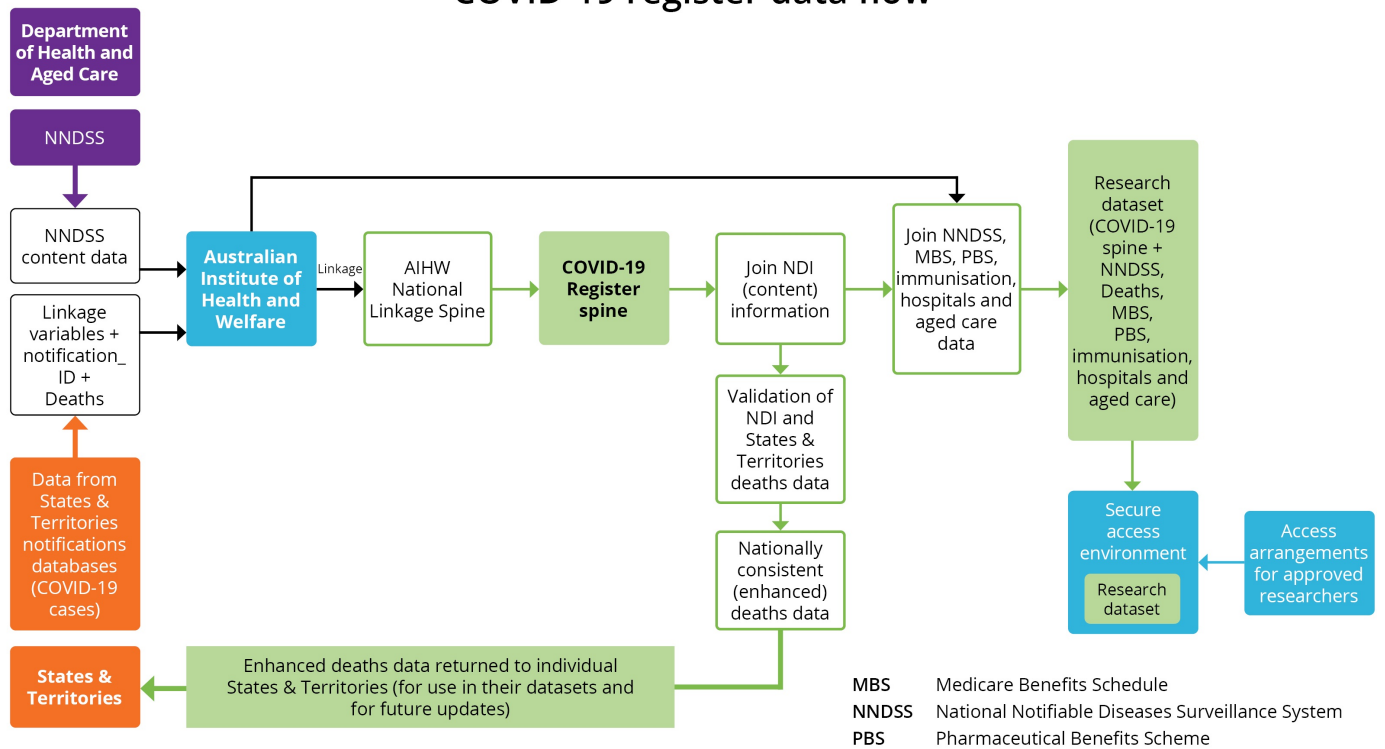 COVID-19 register data flow
Department
of Health and
Aged Care
NNDSS
NNDSS
content data
Linkage
variables +
notification_
ID +
Deaths
Data from
States &
Territories
notifications
databases
(COVID-19
cases)
States &
Territories
Australian
Institute of
Health and
Welfare
Linkage
AIHW
National
Linkage Spine
COVID-19
Register
spine
Join NDI
(content)
information
Validation of
NDI and
States &
Territories
deaths data
Nationally
consistent
(enhanced)
deaths data
Enhanced deaths data returned to individual
States & Territories (for use in their datasets and
for future updates)
Join NNDSS,
MBS, PBS,
immunisation,
hospitals and
aged care
data
Research
dataset
(COVID-19
spine +
NNDSS,
Deaths,
MBS,
PBS,
immunisation,
hospitals and
aged care)
Secure
access
environment
Research
dataset
Access
arrangements
for approved
researchers
MBS Medicare Benefits Schedule
NNDSS National Notifiable Diseases Surveillance System
PBS Pharmaceutical Benefits Scheme